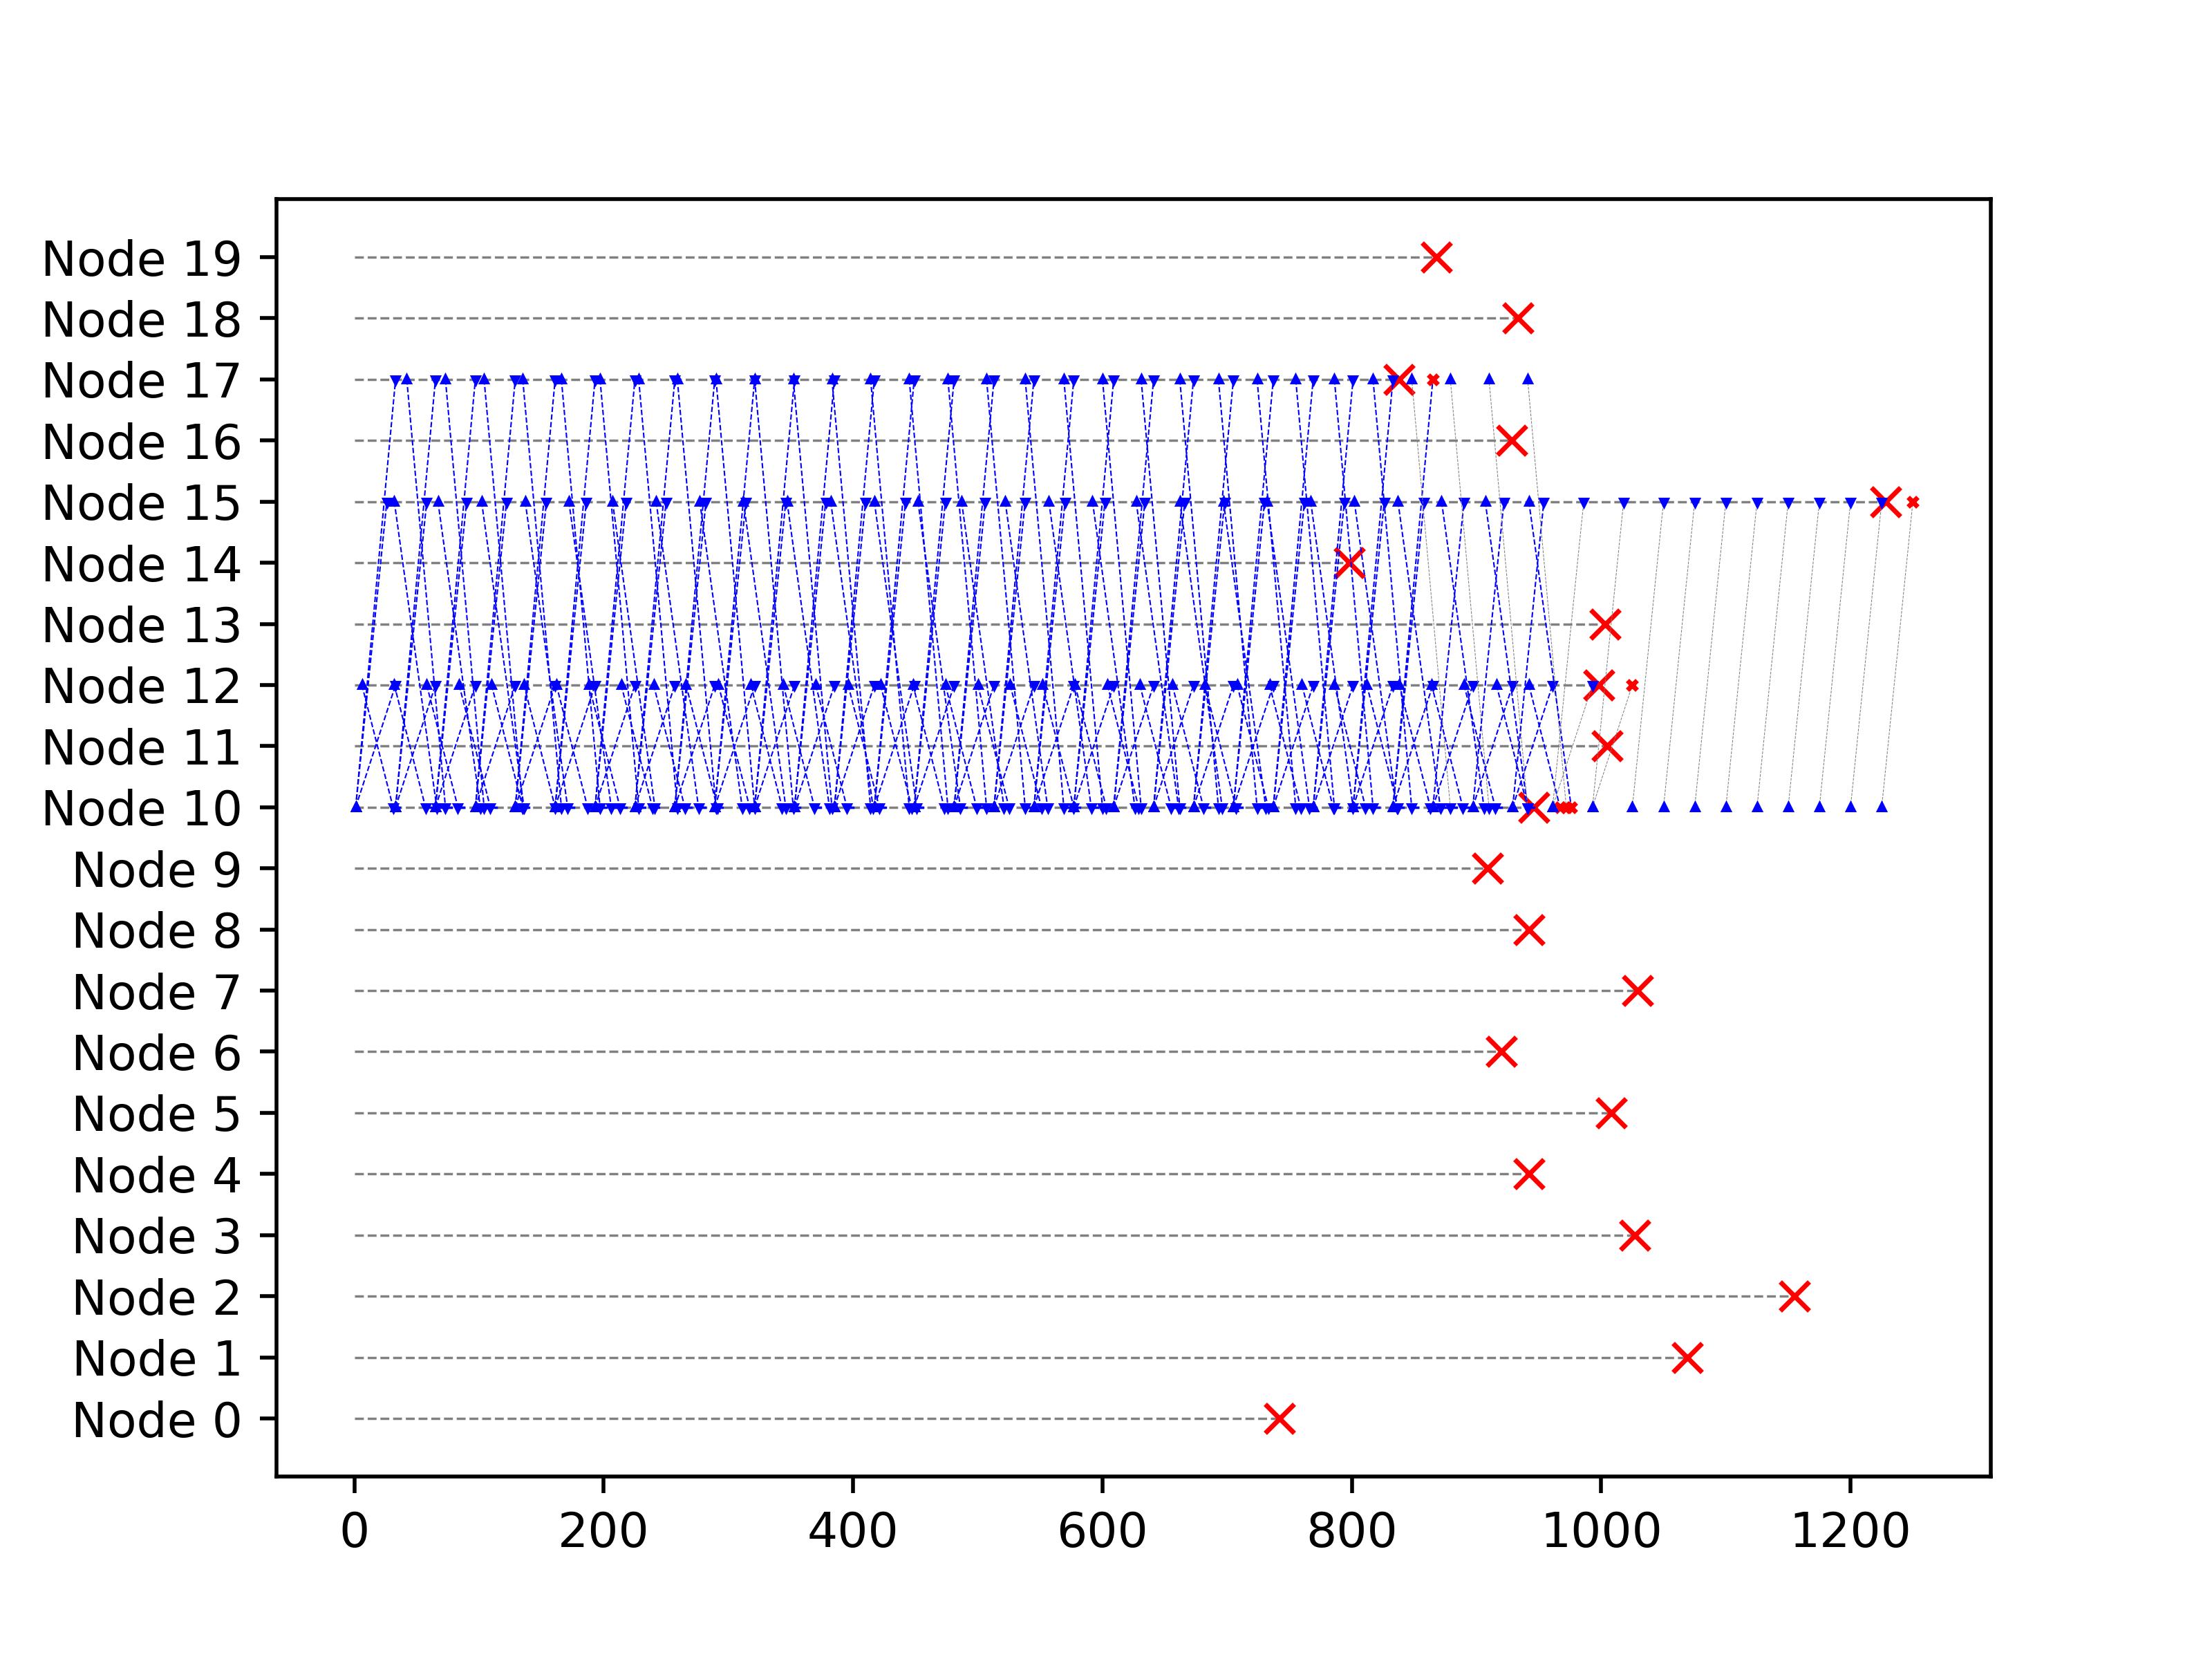 Node 19
Node 18
Node 17
Node 16
Node 15
Node 14
Node 13
Node 12
Node 11
Node 10
Node 9
Node 8
Node 7
Node 6
Node 5
Node 4
Node 3
Node 2
Node 1
Node 0
0 200 400 600 800 1000 1200